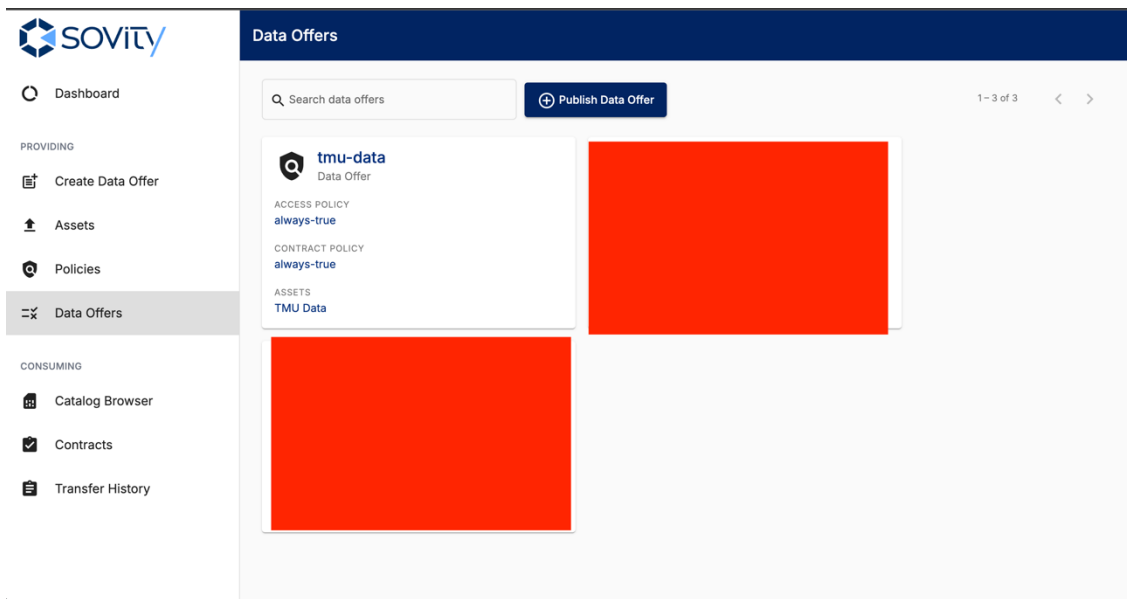 SOVITY
Data Offers
Dashboard
Search data offers
Publish Data Offer
1 – 3 of 3
PROVIDING
Create Data Offer
Assets
Policies
Data Offers
CONSUMING
Catalog Browser
Contracts
Transfer History
tmu-data
Data Offer
ACCESS POLICY
always-true
CONTRACT POLICY
always-true
ASSETS
TMU Data